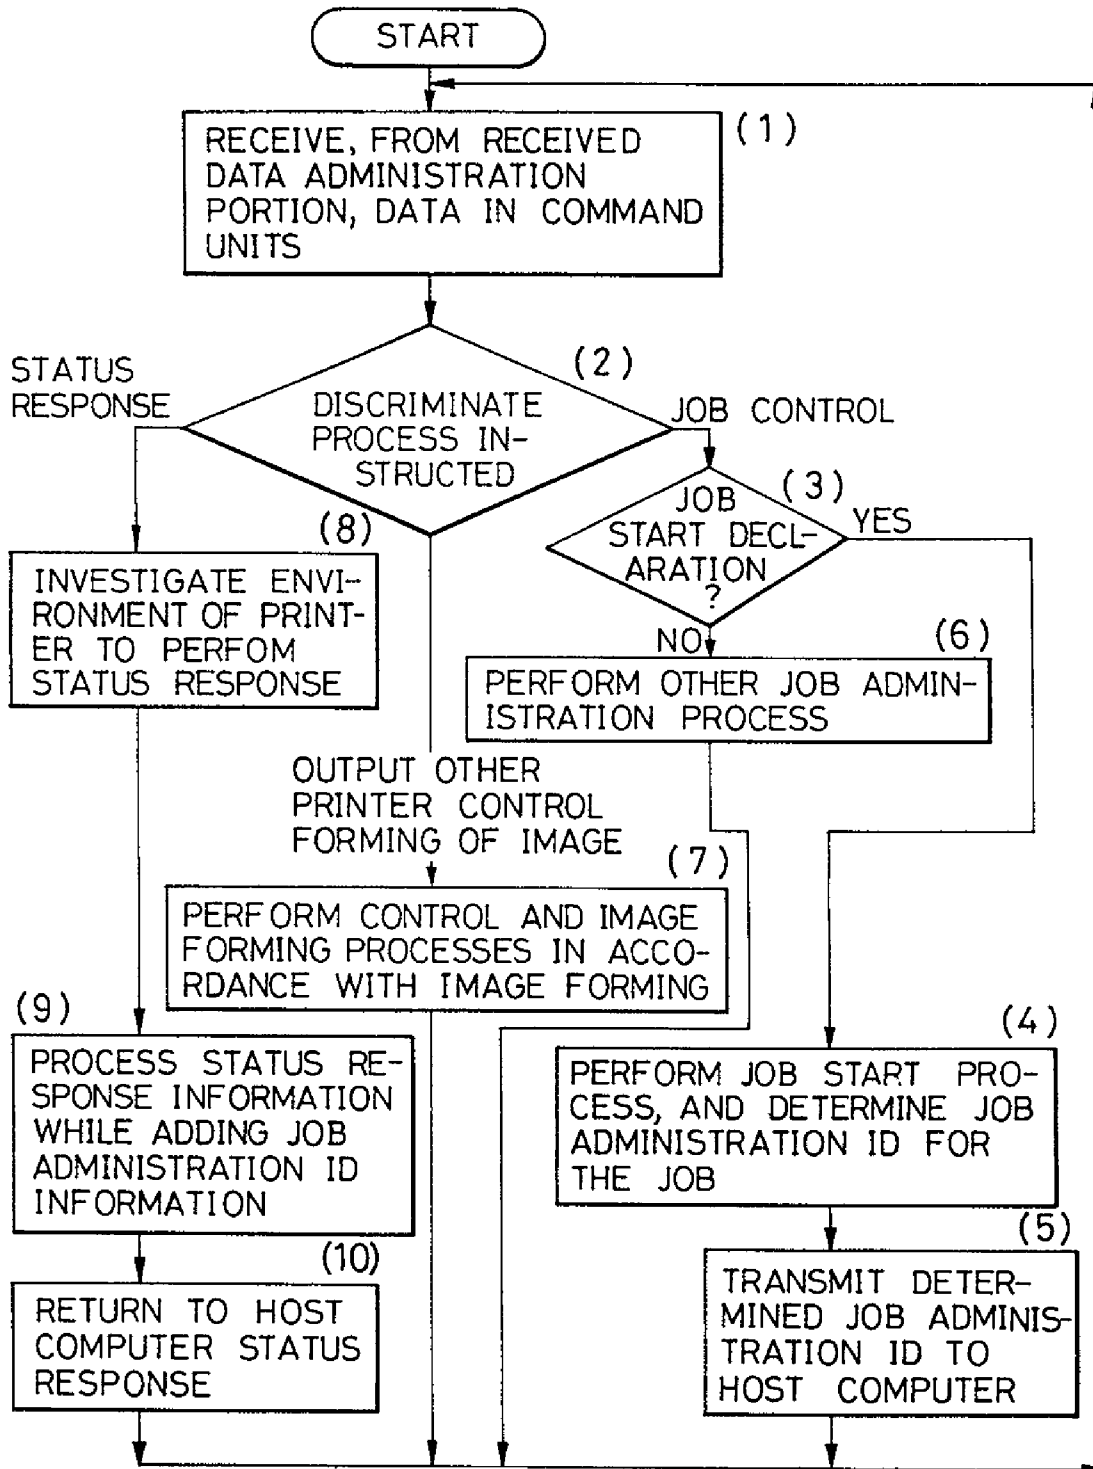 START
(1)
RECEIVE, FROM RECEIVED
DATA ADMINISTRATION
PORTION, DATA IN COMMAND
UNITS
(2)
STATUS
RESPONSE
DISCRIMINATE
PROCESS IN-
STRUCTED
JOB CONTROL
(3)
JOB
START DECL-
ARATION
?
YES
NO
(8)
INVESTIGATE ENVI-
RONMENT OF PRINT-
ER TO PERFOM
STATUS RESPONSE
(6)
PERFORM OTHER JOB ADMIN-
ISTRATION PROCESS
OUTPUT OTHER
PRINTER CONTROL
FORMING OF IMAGE
(7)
PERFORM CONTROL AND IMAGE
FORMING PROCESSES IN ACCO-
RDANCE WITH IMAGE FORMING
(9)
PROCESS STATUS RE-
SPONSE INFORMATION
WHILE ADDING JOB
ADMINISTRATION ID
INFORMATION
(4)
PERFORM JOB START PRO-
CESS, AND DETERMINE JOB
ADMINISTRATION ID FOR
THE JOB
(10)
RETURN TO HOST
COMPUTER STATUS
RESPONSE
(5)
TRANSMIT DETER-
MINED JOB ADMINIS-
TRATION ID TO
HOST COMPUTER